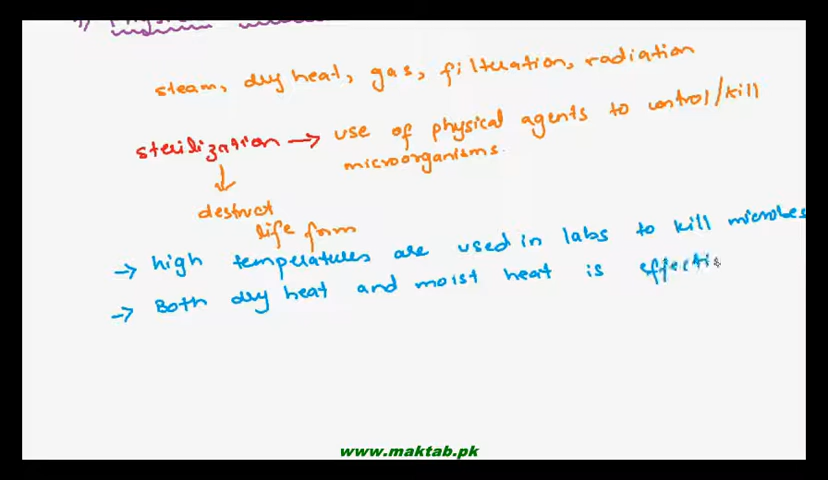 steam, dry heat, gas, filteration, radiation
sterilization → use of physical agents to control/kill
microorganisms.
↓
destruct
life form
→ high temperatures are used in labs to kill microbes
→ Both dry heat and moist heat is effecti
www.maktab.pk